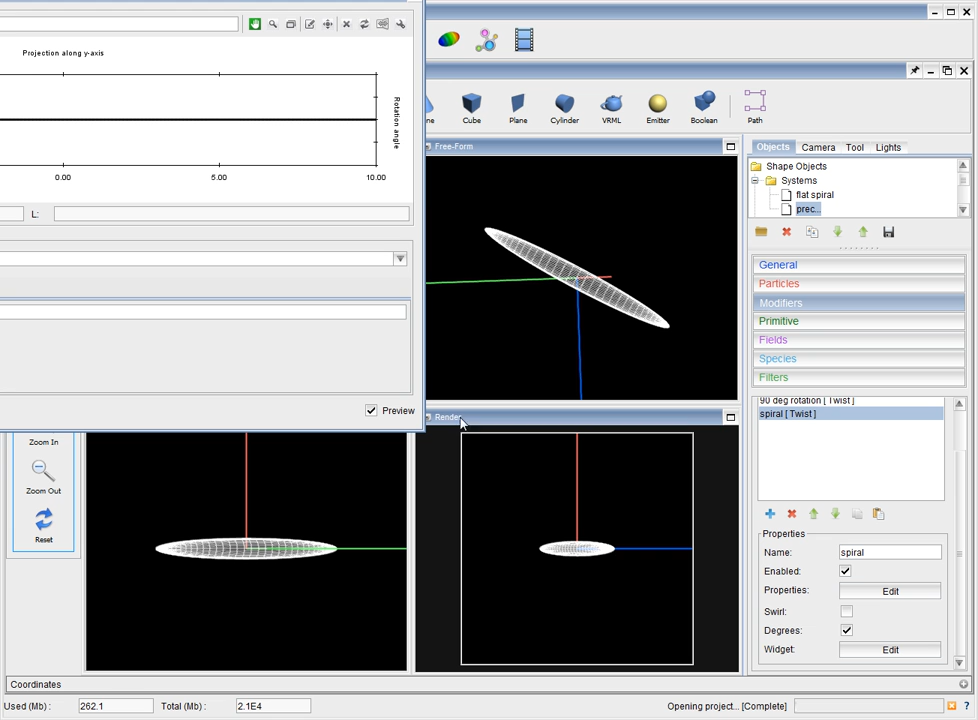 Projection along y-axis
Rotation angle
0.00
5.00
10.00
L:
Preview
Cube
Plane
Cylinder
VRML
Emitter
Boolean
Path
Free-Form
Objects
Camera
Tool
Lights
Shape Objects
Systems
flat spiral
prec...
General
Particles
Modifiers
Primitive
Fields
Species
Filters
90 deg rotation [ Twist ]
spiral [ Twist ]
Render
Zoom In
Zoom Out
Reset
Properties
Name:
spiral
Enabled:
Properties:
Edit
Swirl:
Degrees:
Widget:
Edit
Coordinates
Used (Mb) :
262.1
Total (Mb) :
2.1E4
Opening project... [Complete]
?